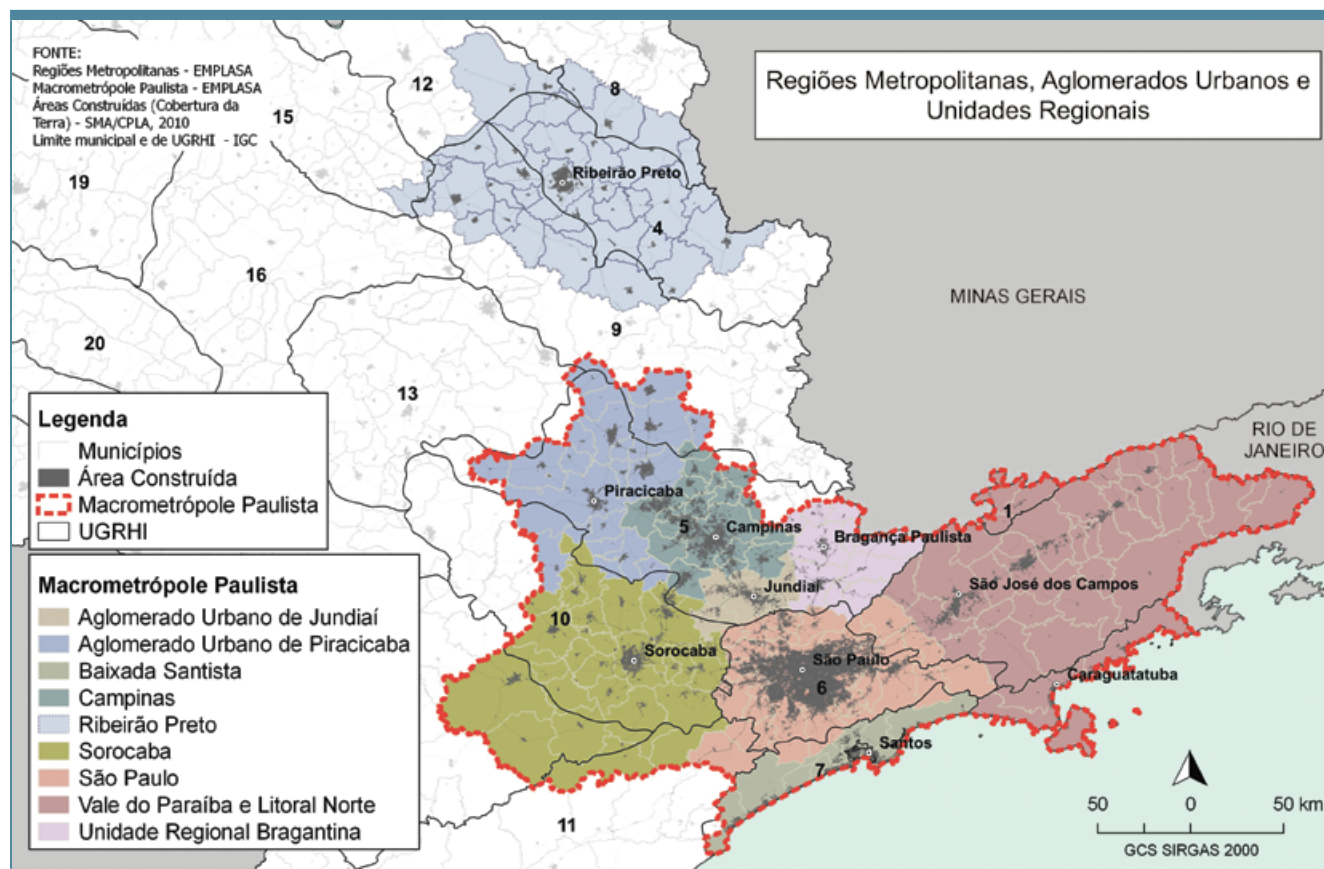 FONTE:
Regiões Metropolitanas - EMPLASA
Macrometrópole Paulista - EMPLASA
Áreas Construídas (Cobertura da
Terra) - SMA/CPLA, 2010
Limite municipal e de UGRHI - IGC
Regiões Metropolitanas, Aglomerados Urbanos e
Unidades Regionais
12
8
15
19
Ribeirão Preto
4
16
MINAS GERAIS
9
20
13
RIO DE
JANEIRO
Legenda
Municípios
Área Construída
Macrometrópole Paulista
UGRHI
Piracicaba
5
Campinas
1
Bragança Paulista
Jundiaí
São José dos Campos
10
Sorocaba
São Paulo
6
Caraguatatuba
Santos
7
11
Macrometrópole Paulista
Aglomerado Urbano de Jundiaí
Aglomerado Urbano de Piracicaba
Baixada Santista
Campinas
Ribeirão Preto
Sorocaba
São Paulo
Vale do Paraíba e Litoral Norte
Unidade Regional Bragantina
50 0 50 km
GCS SIRGAS 2000